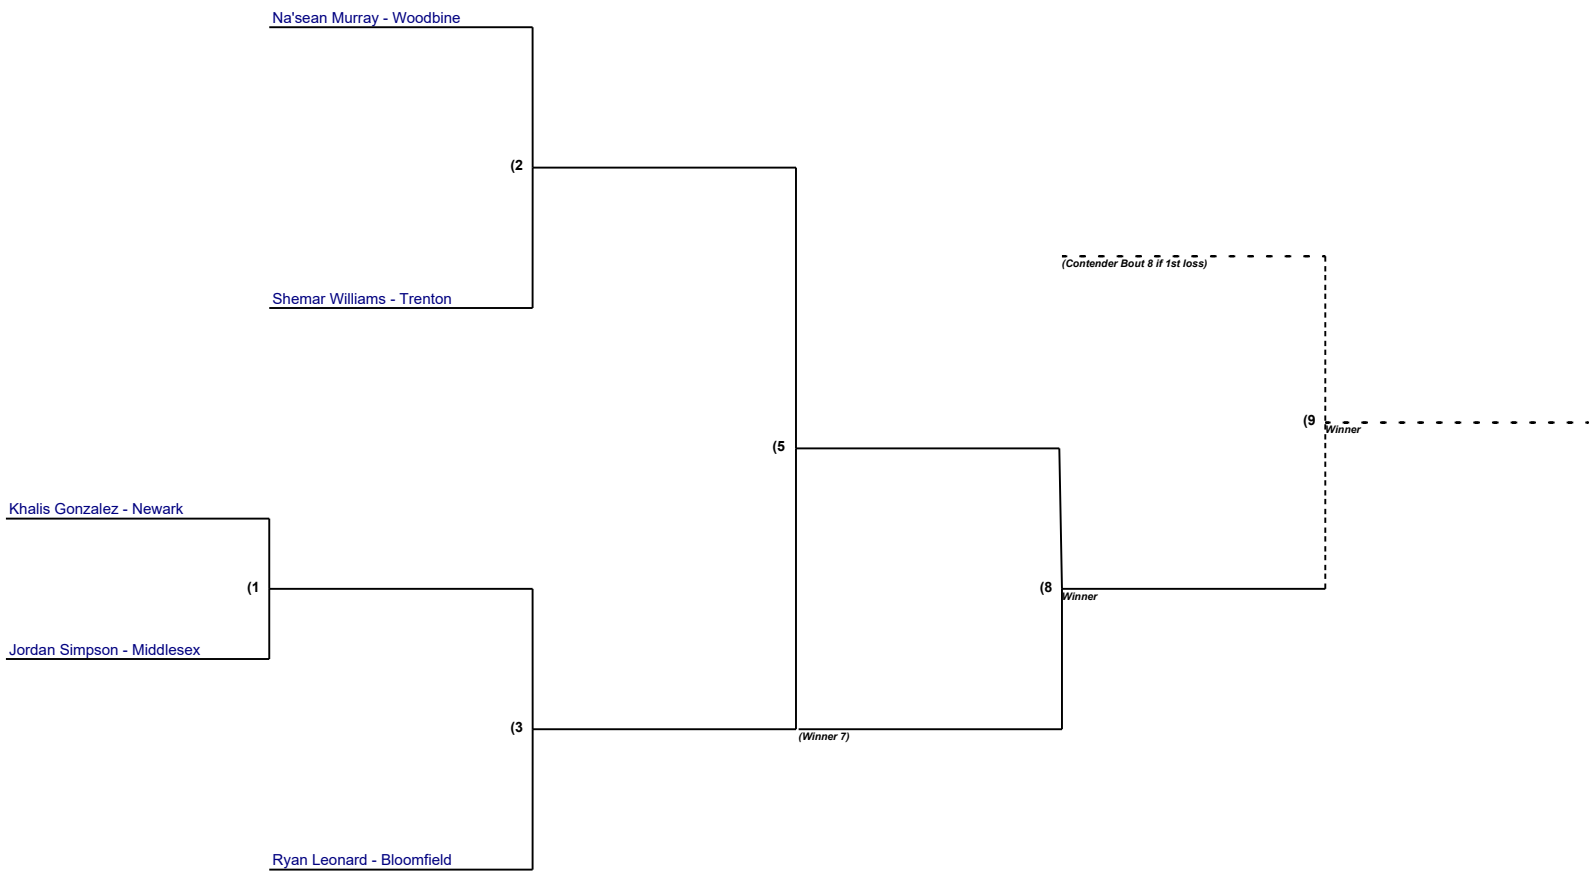 Na'sean Murray - Woodbine
(2
Shemar Williams - Trenton
(Contender Bout 8 if 1st loss)
(9
Winner
(5
Khalis Gonzalez - Newark
(1
(8
Winner
Jordan Simpson - Middlesex
(3
(Winner 7)
Ryan Leonard - Bloomfield